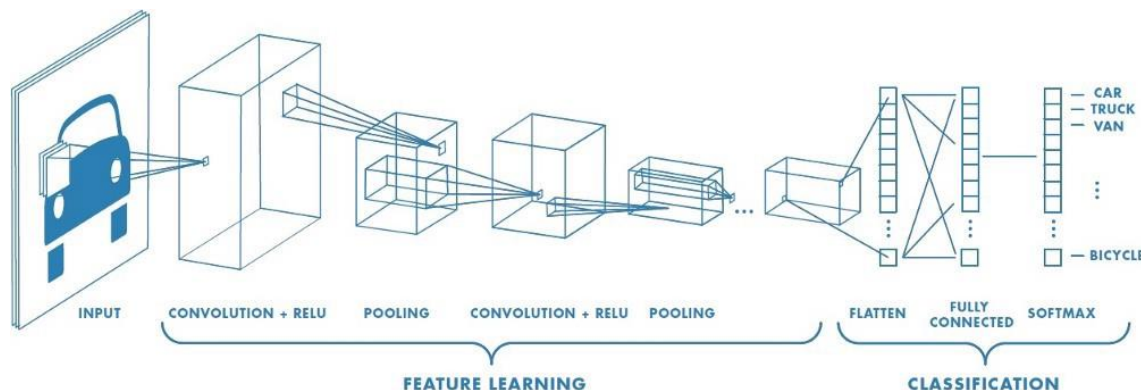 CAR
TRUCK
VAN
BICYCLE
INPUT
CONVOLUTION + RELU
POOLING
CONVOLUTION + RELU
POOLING
FLATTEN
FULLY
CONNECTED
SOFTMAX
FEATURE LEARNING
CLASSIFICATION